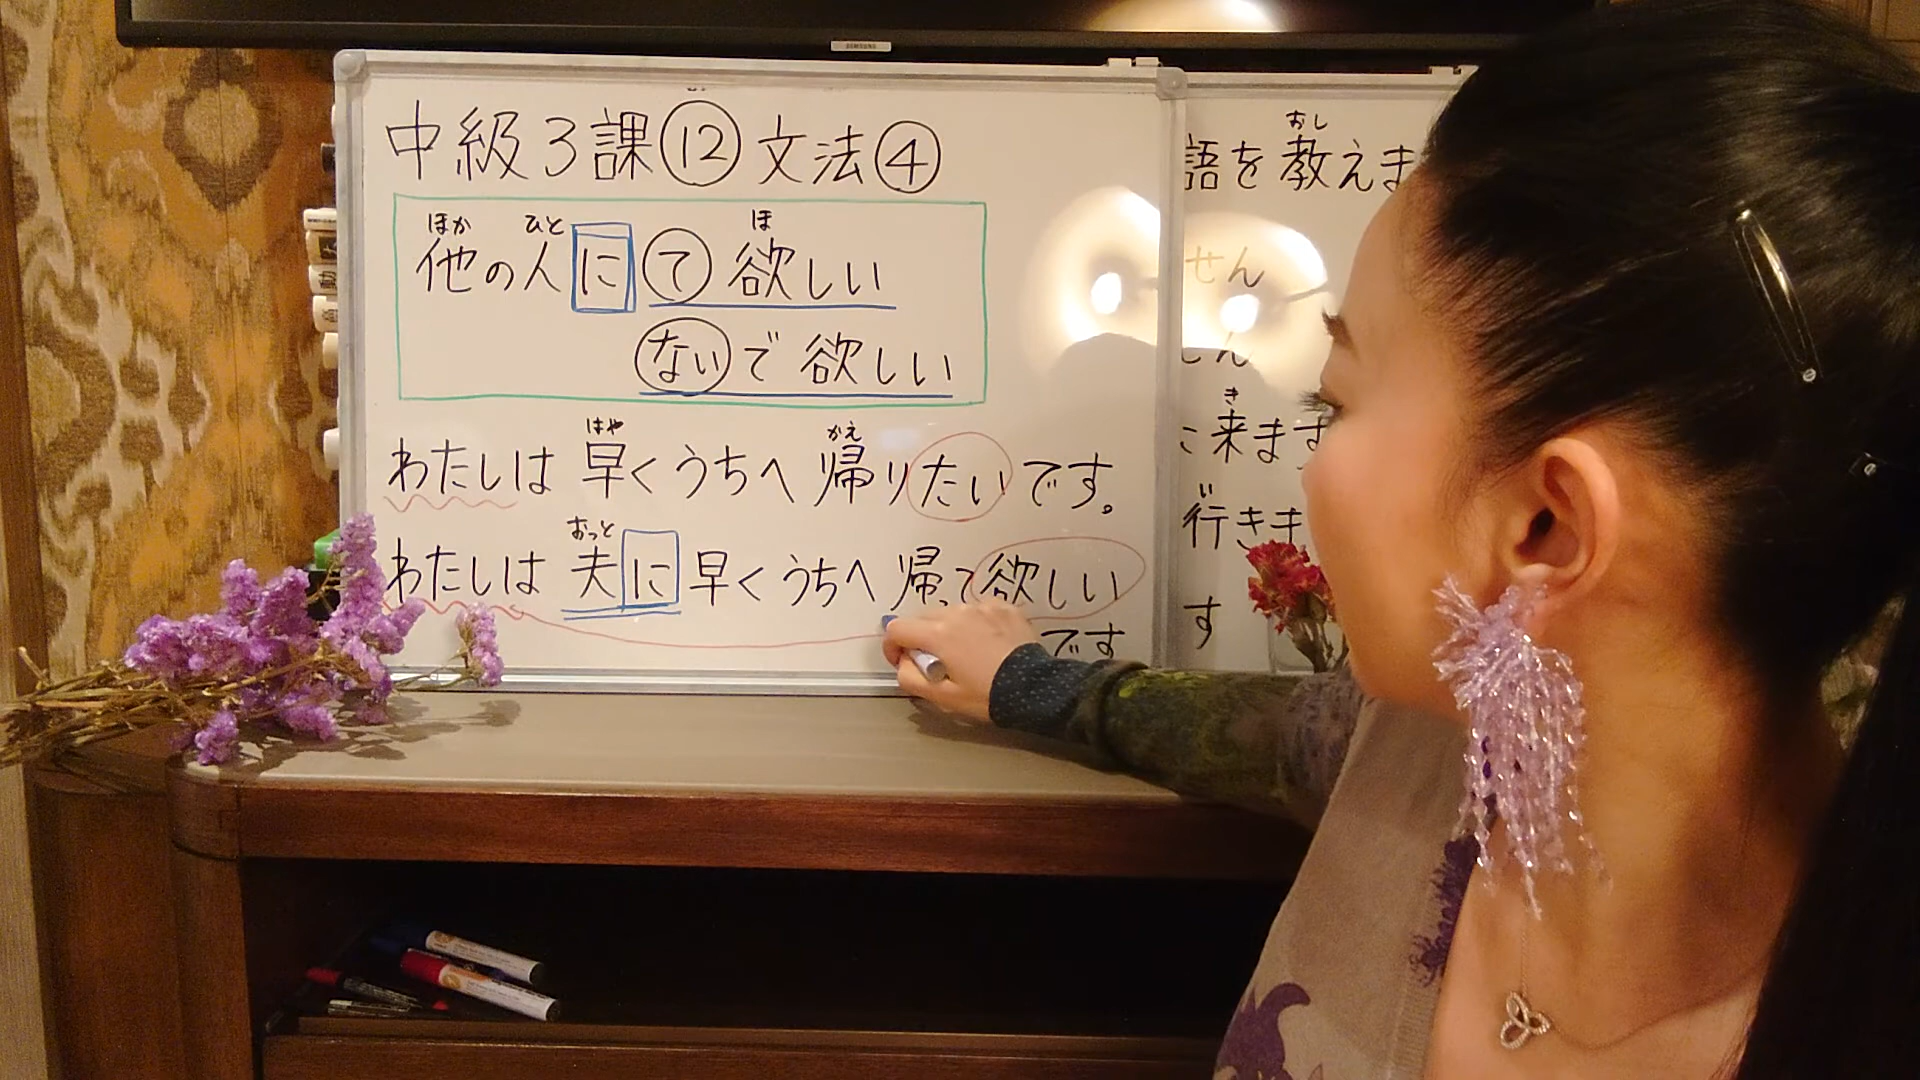 SAMSUNG
中級3課⑫文法④
ほか ひと ほ
他の人に て 欲しい
ないで 欲しい
はや かえ
わたしは 早くうちへ 帰りたいです。
おっと
わたしは 夫に 早くうちへ 帰って欲しい
です
おし
語を教えま
せん
き
来ます
行きま
す